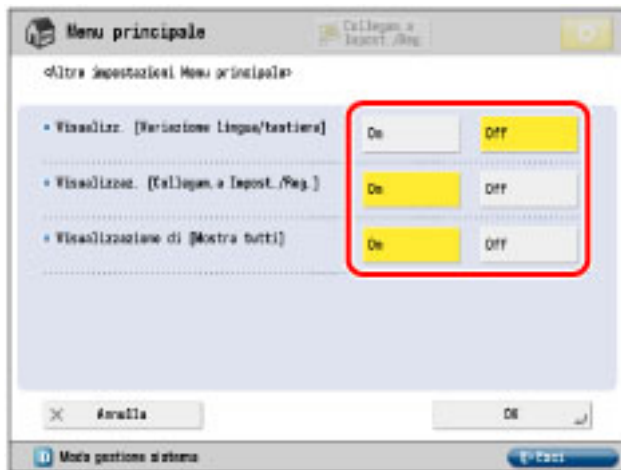 Menu principale
Collegam.a
Impost./Reg.
<Altre impostazioni Menu principale>
Visualizz. [Variazione lingua/tastiera]
On
Off
Visualizzaz. [Collegam.a Impost./Reg.]
On
Off
Visualizzazione di [Mostra tutti]
On
Off
Annulla
OK
Modo gestione sistema
Esci